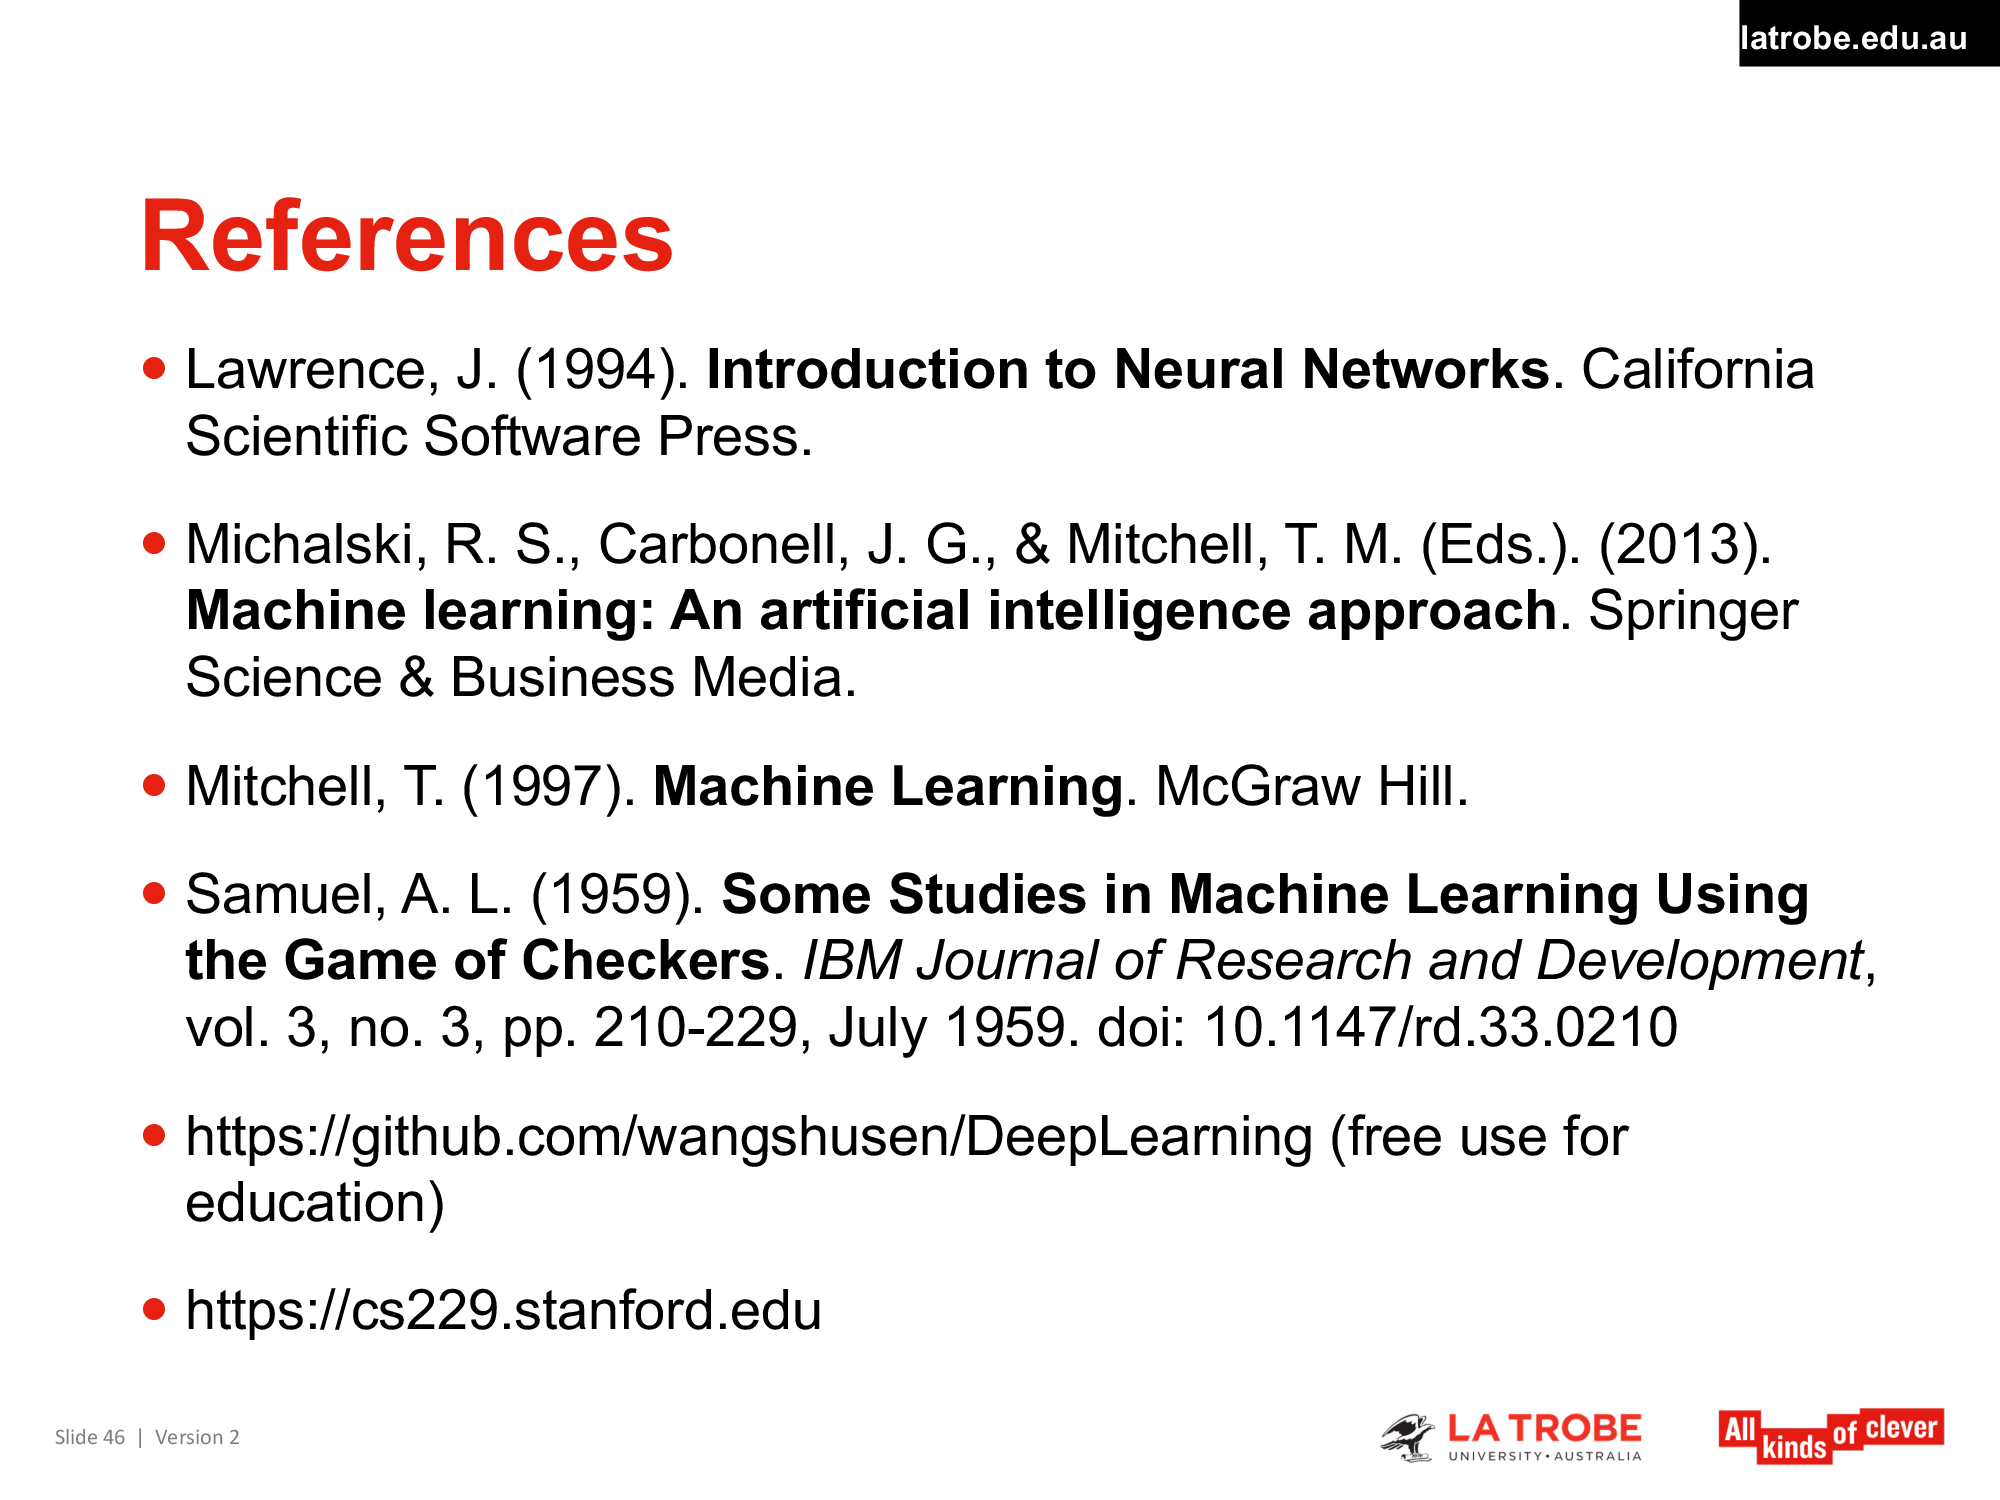 latrobe.edu.au
References
• Lawrence, J. (1994). Introduction to Neural Networks. California
Scientific Software Press.
• Michalski, R. S., Carbonell, J. G., & Mitchell, T. M. (Eds.). (2013).
Machine learning: An artificial intelligence approach. Springer
Science & Business Media.
• Mitchell, T. (1997). Machine Learning. McGraw Hill.
• Samuel, A. L. (1959). Some Studies in Machine Learning Using
the Game of Checkers. IBM Journal of Research and Development,
vol. 3, no. 3, pp. 210-229, July 1959. doi: 10.1147/rd.33.0210
• https://github.com/wangshusen/DeepLearning (free use for
education)
• https://cs229.stanford.edu
Slide 46 | Version 2
LA TROBE
UNIVERSITY • AUSTRALIA
All kinds of clever